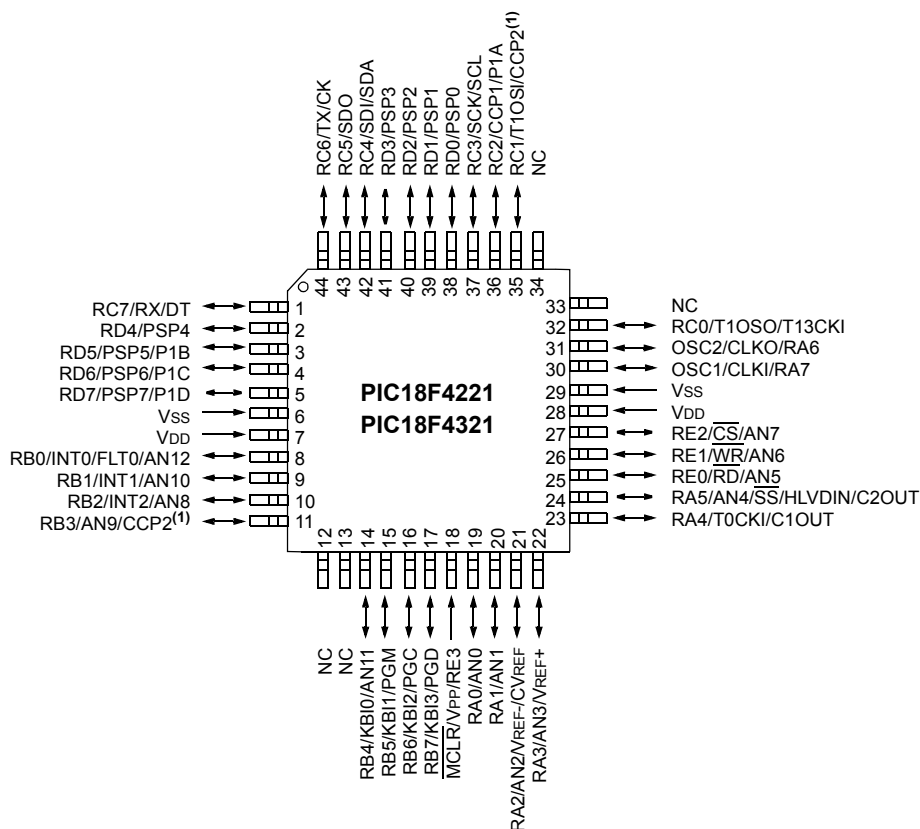 RC6/TX/CK
RC5/SDO
RC4/SDI/SDA
RD3/PSP3
RD2/PSP2
RD1/PSP1
RD0/PSP0
RC3/SCK/SCL
RC2/CCP1/P1A
RC1/T1OSI/CCP2(1)
NC
44
43
42
41
40
39
38
37
36
35
34
RC7/RX/DT 1
RD4/PSP4 2
RD5/PSP5/P1B 3
RD6/PSP6/P1C 4
RD7/PSP7/P1D 5
VSS 6
VDD 7
RB0/INT0/FLT0/AN12 8
RB1/INT1/AN10 9
RB2/INT2/AN8 10
RB3/AN9/CCP2(1) 11
PIC18F4221
PIC18F4321
33 NC
32 RC0/T1OSO/T13CKI
31 OSC2/CLKO/RA6
30 OSC1/CLKI/RA7
29 VSS
28 VDD
27 RE2/CS/AN7
26 RE1/WR/AN6
25 RE0/RD/AN5
24 RA5/AN4/SS/HLVDIN/C2OUT
23 RA4/T0CKI/C1OUT
12
13
14
15
16
17
18
19
20
21
22
NC
NC
RB4/KBI0/AN11
RB5/KBI1/PGM
RB6/KBI2/PGC
RB7/KBI3/PGD
MCLR/VPP/RE3
RA0/AN0
RA1/AN1
RA2/AN2/VREF-/CVREF
RA3/AN3/VREF+